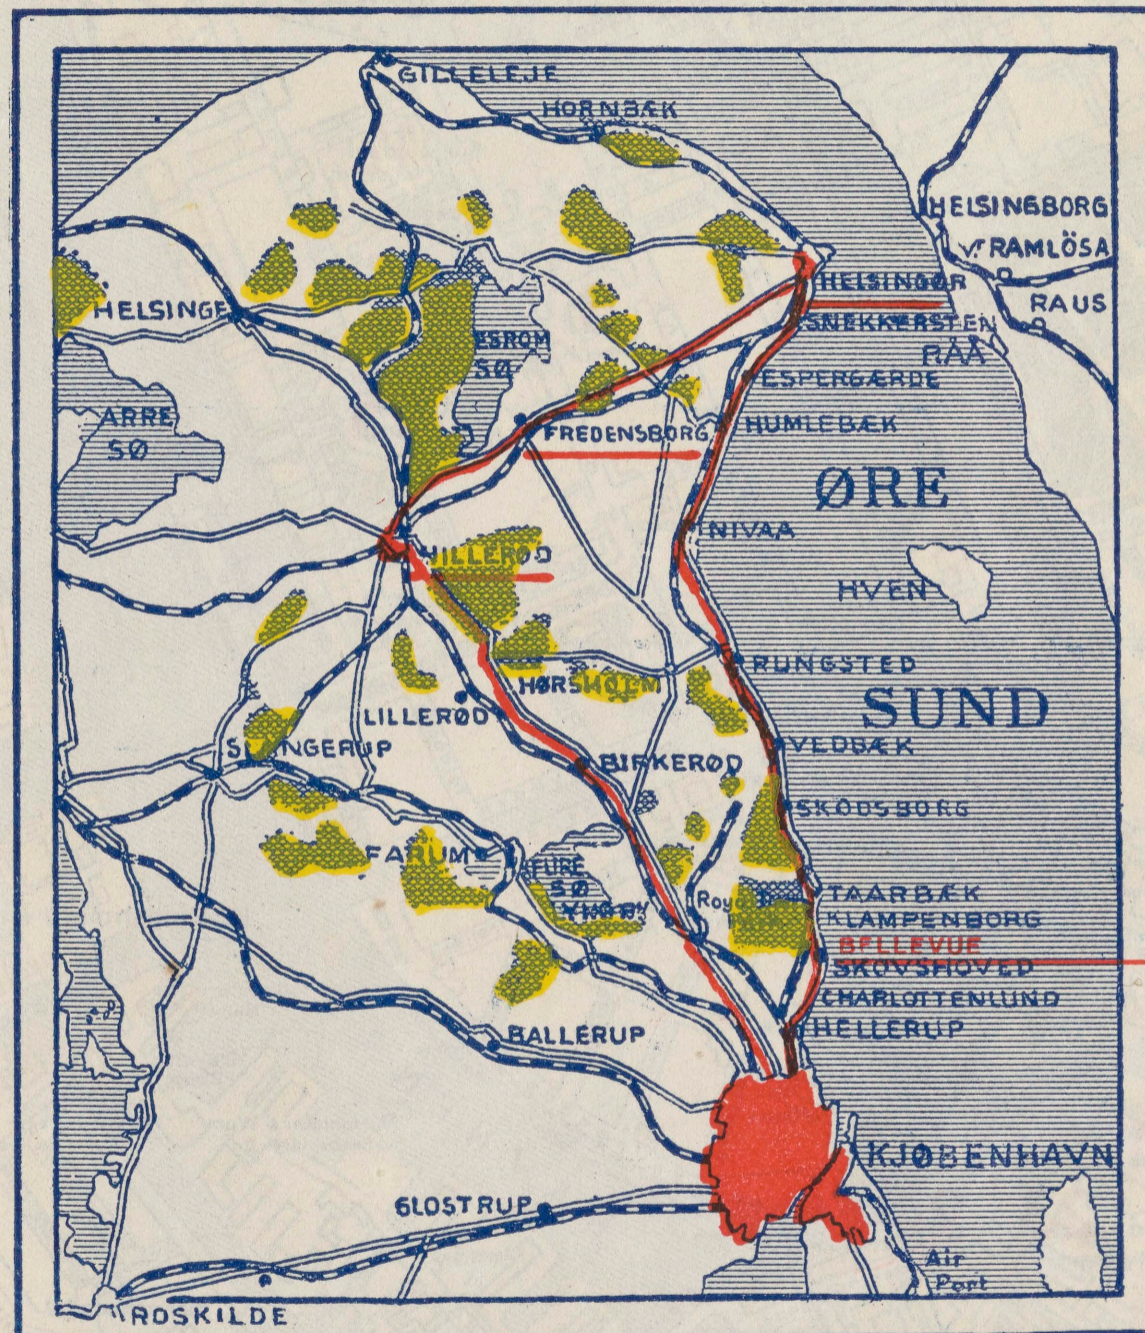 GILLELEJE
HORNBÆK
HELSINGBORG
RAMLÖSA
HELSINGØR
HELSINGE
RAUS
SNEKKERSTEN
RÅÅ
ESROM
SØ
ESPERGÆRDE
ARRE
SØ
FREDENSBORG
HUMLEBÆK
ØRE
NIVAA
HILLERØD
HVEN
RUNGSTED
HØRSHOLM
SUND
LILLERØD
VEDBÆK
SLANGERUP
BIRKERØD
SKODSBORG
FARUM
FURE
SØ
TAARBÆK
KLAMPENBORG
BELLEVUE
SKOVSHOVED
CHARLOTTENLUND
HELLERUP
BALLERUP
KJØBENHAVN
GLOSTRUP
Air
Port
ROSKILDE